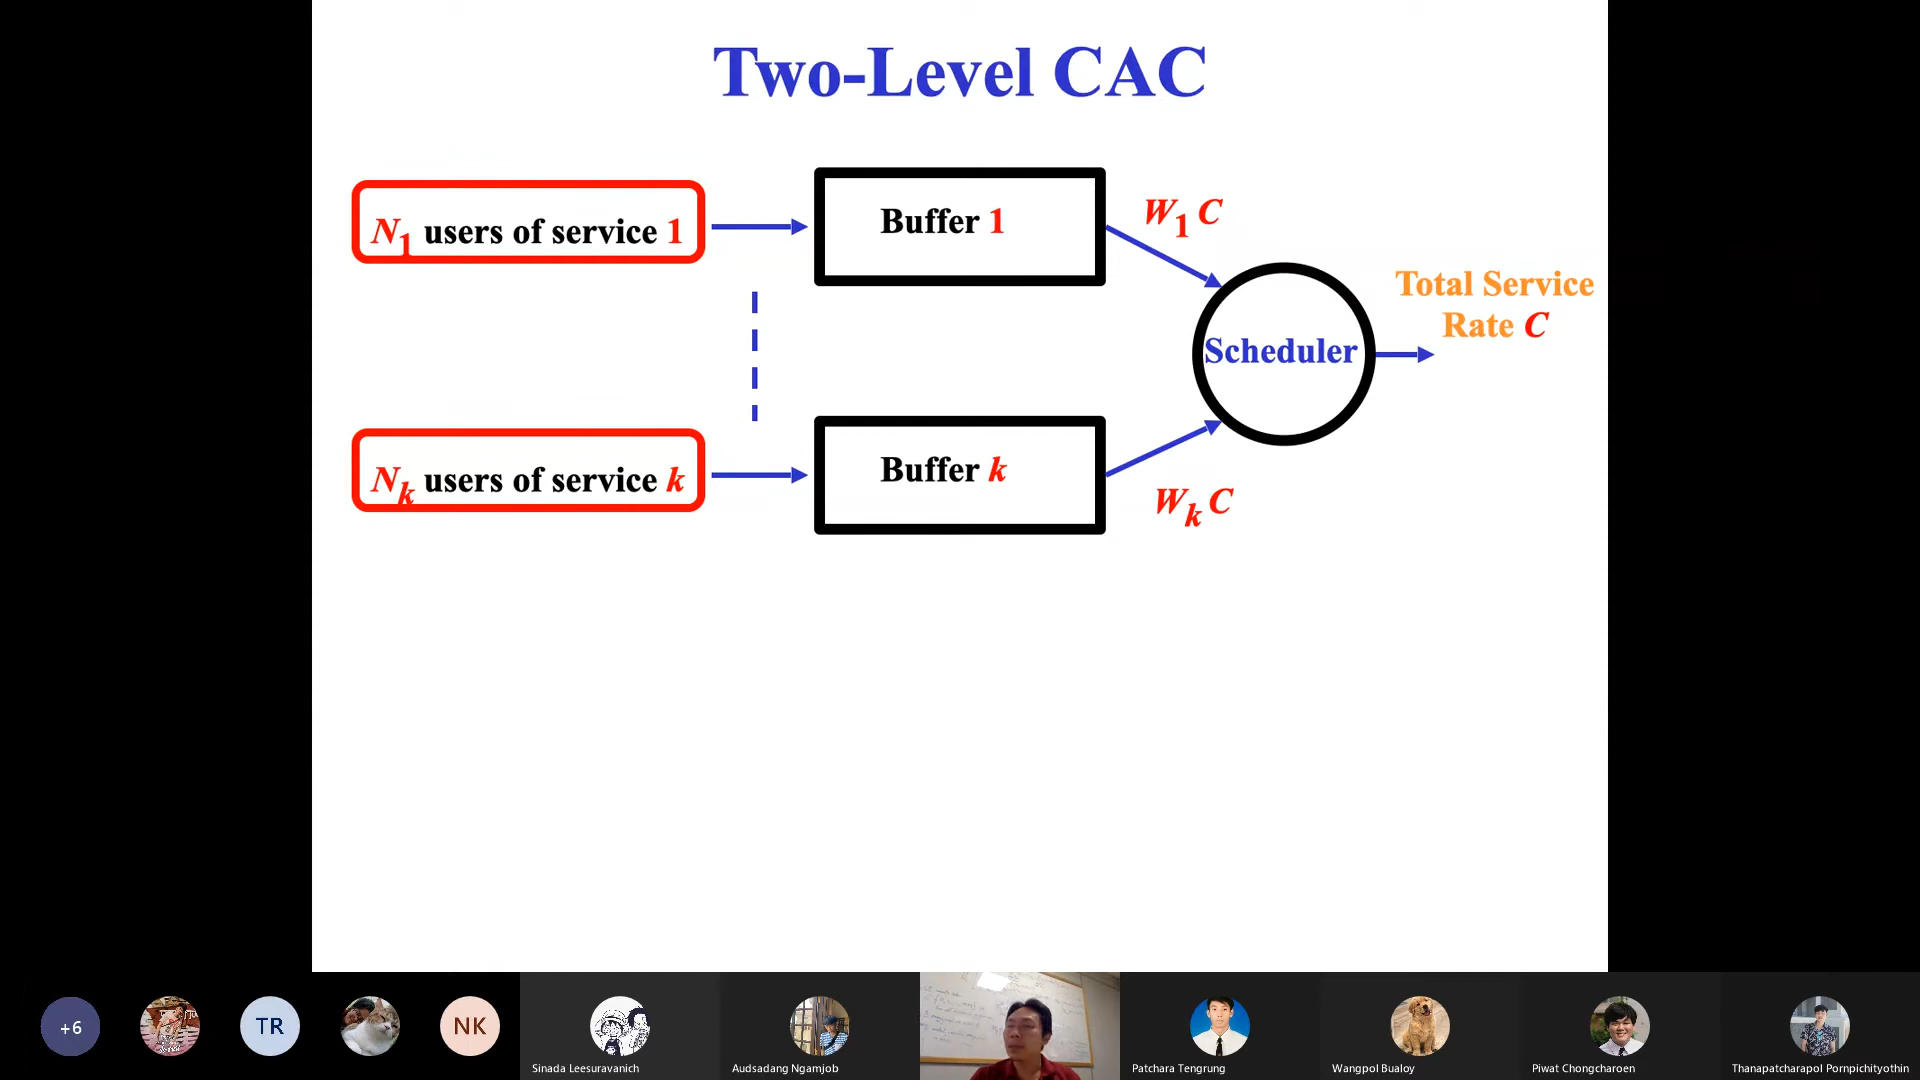 Two-Level CAC
N1 users of service 1
Buffer 1
W1 C
Total Service
Rate C
Scheduler
Nk users of service k
Buffer k
Wk C
+6
TR
NK
Sinada Leesuravanich
Audsadang Ngamjob
Patchara Tengrung
Wangpol Bualoy
Piwat Chongcharoen
Thanapatcharapol Pornpichityothin